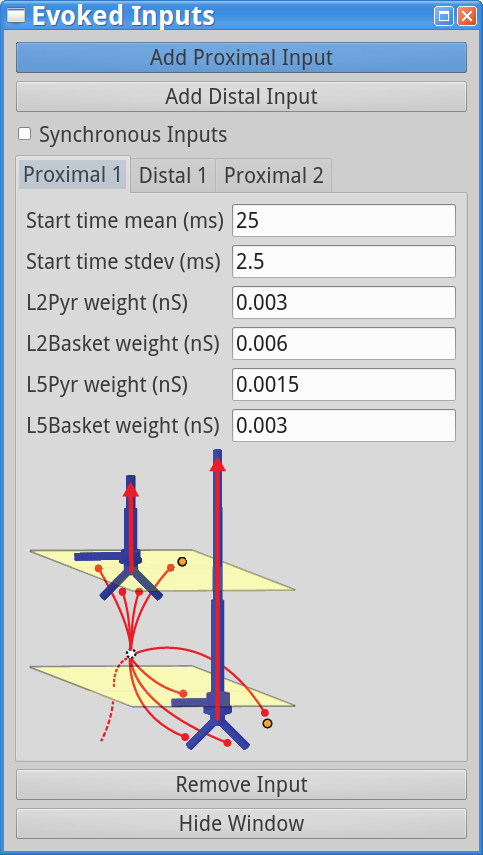 Evoked Inputs
Add Proximal Input
Add Distal Input
Synchronous Inputs
Proximal 1 Distal 1 Proximal 2
Start time mean (ms) 25
Start time stdev (ms) 2.5
L2Pyr weight (nS) 0.003
L2Basket weight (nS) 0.006
L5Pyr weight (nS) 0.0015
L5Basket weight (nS) 0.003
Remove Input
Hide Window